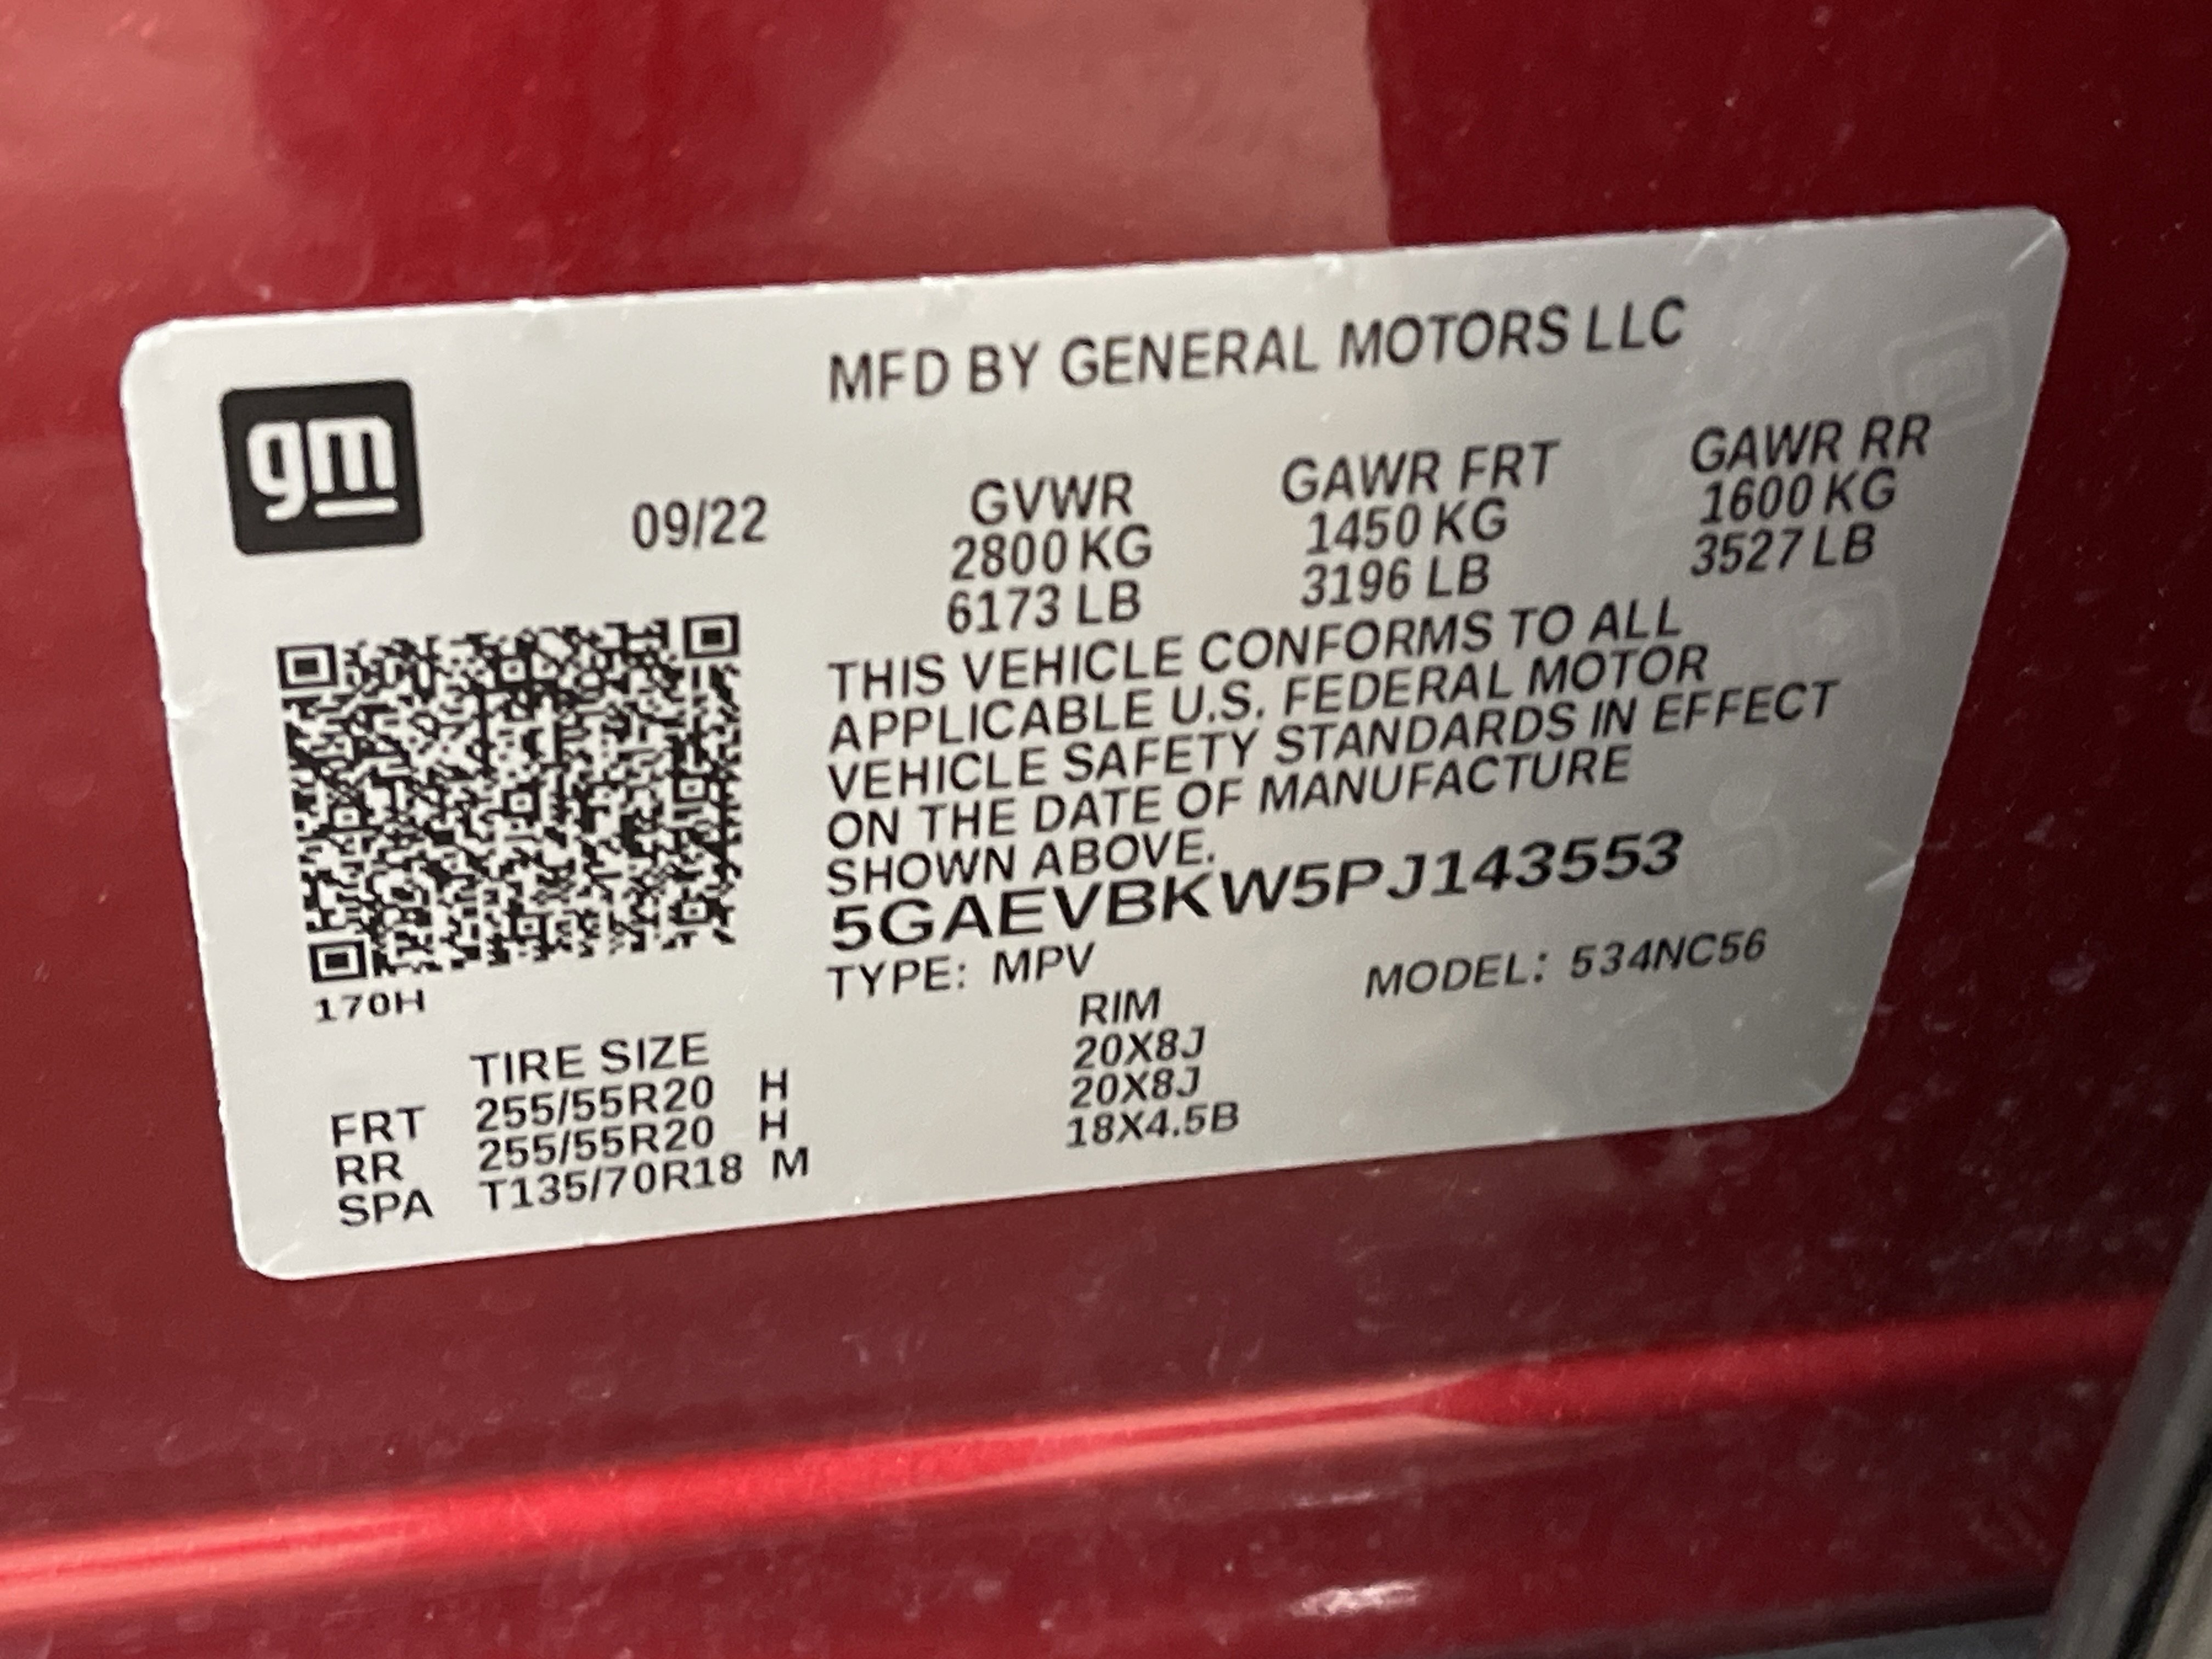 MFD BY GENERAL MOTORS LLC
gm
09/22
GVWR GAWR FRT GAWR RR
2800 KG 1450 KG 1600 KG
6173 LB 3196 LB 3527 LB
THIS VEHICLE CONFORMS TO ALL
APPLICABLE U.S. FEDERAL MOTOR
VEHICLE SAFETY STANDARDS IN EFFECT
ON THE DATE OF MANUFACTURE
SHOWN ABOVE.
5GAEVBKW5PJ143553
TYPE: MPV MODEL: 534NC56
170H
TIRE SIZE RIM
FRT 255/55R20 H 20X8J
RR 255/55R20 H 20X8J
SPA T135/70R18 M 18X4.5B